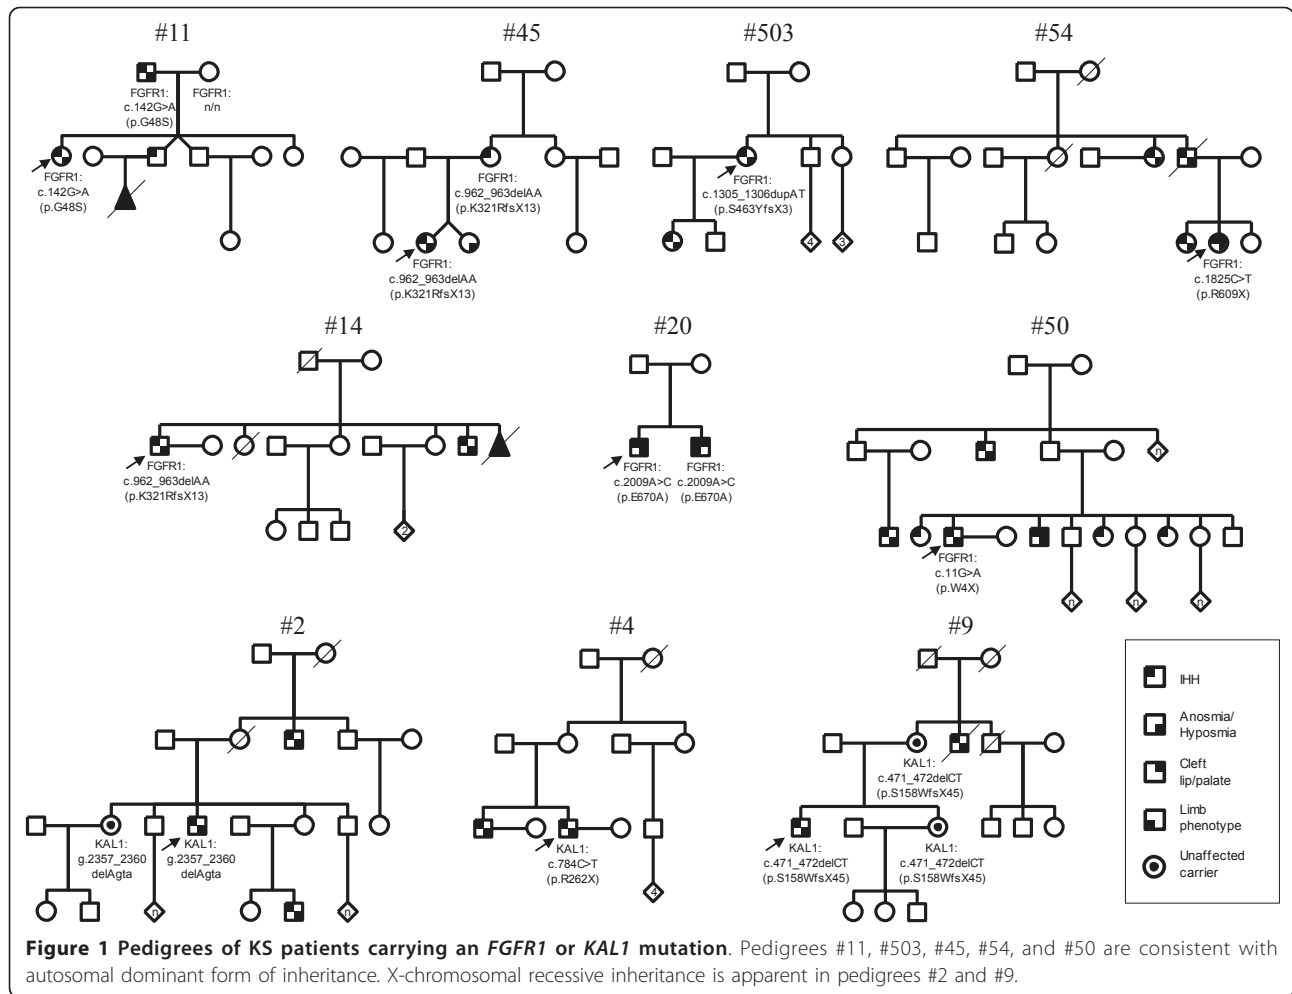 #11
#45
#503
#54
FGFR1:
c.142G>A
(p.G48S)
FGFR1:
n/n
FGFR1:
c.142G>A
(p.G48S)
FGFR1:
c.962_963delAA
(p.K321RfsX13)
FGFR1:
c.962_963delAA
(p.K321RfsX13)
FGFR1:
c.1305_1306dupAT
(p.S463YfsX3)
4
3
FGFR1:
c.1825C>T
(p.R609X)
#14
#20
#50
FGFR1:
c.962_963delAA
(p.K321RfsX13)
2
FGFR1:
c.2009A>C
(p.E670A)
FGFR1:
c.2009A>C
(p.E670A)
n
FGFR1:
c.11G>A
(p.W4X)
n
n
n
#2
#4
#9
KAL1:
g.2357_2360
delAgta
KAL1:
g.2357_2360
delAgta
n
n
KAL1:
c.784C>T
(p.R262X)
4
KAL1:
c.471_472delCT
(p.S158WfsX45)
KAL1:
c.471_472delCT
(p.S158WfsX45)
KAL1:
c.471_472delCT
(p.S158WfsX45)
IHH
Anosmia/
Hyposmia
Cleft
lip/palate
Limb
phenotype
Unaffected
carrier
Figure 1 Pedigrees of KS patients carrying an FGFR1 or KAL1 mutation. Pedigrees #11, #503, #45, #54, and #50 are consistent with
autosomal dominant form of inheritance. X-chromosomal recessive inheritance is apparent in pedigrees #2 and #9.